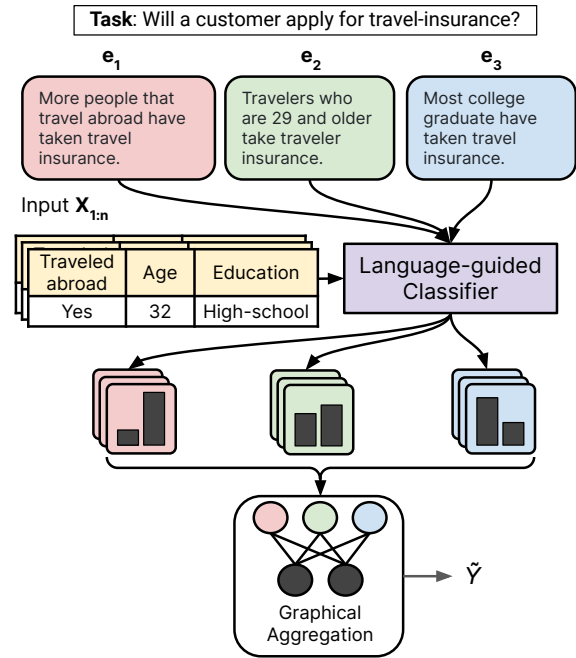 Task: Will a customer apply for travel-insurance?
e1
e2
e3
More people that
travel abroad have
taken travel
insurance.
Travelers who
are 29 and older
take traveler
insurance.
Most college
graduate have
taken travel
insurance.
Input X1:n
Traveled
abroad
Age
Education
Yes
32
High-school
Language-guided
Classifier
Graphical
Aggregation
Ỹ